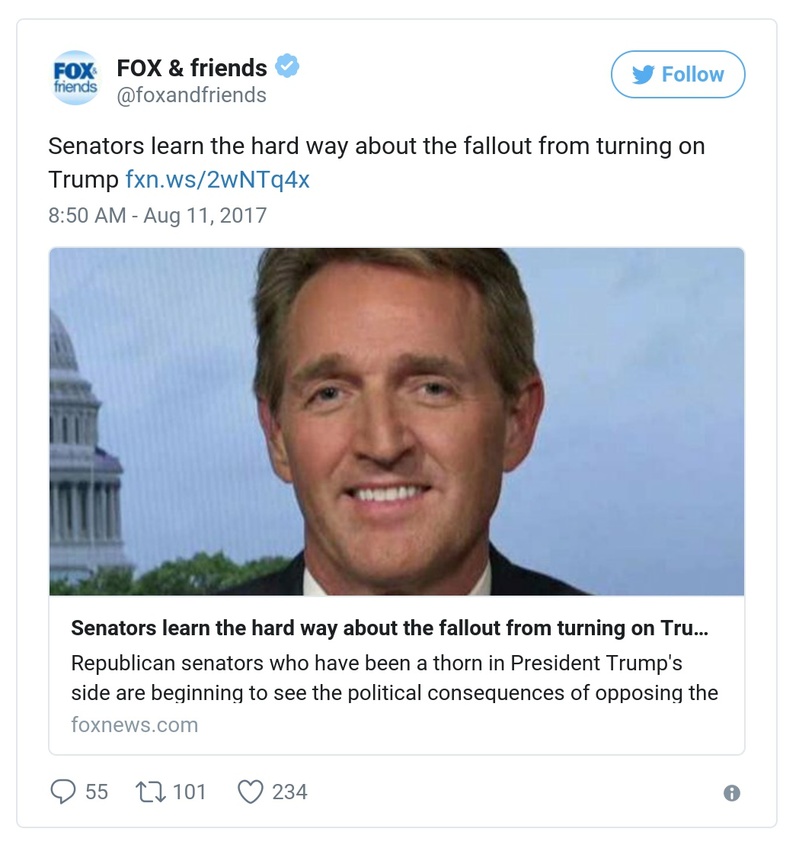 FOX&
friends
FOX & friends
@foxandfriends
Follow
Senators learn the hard way about the fallout from turning on
Trump fxn.ws/2wNTq4x
8:50 AM - Aug 11, 2017
Senators learn the hard way about the fallout from turning on Tru...
Republican senators who have been a thorn in President Trump's
side are beginning to see the political consequences of opposing the
foxnews.com
55 101 234